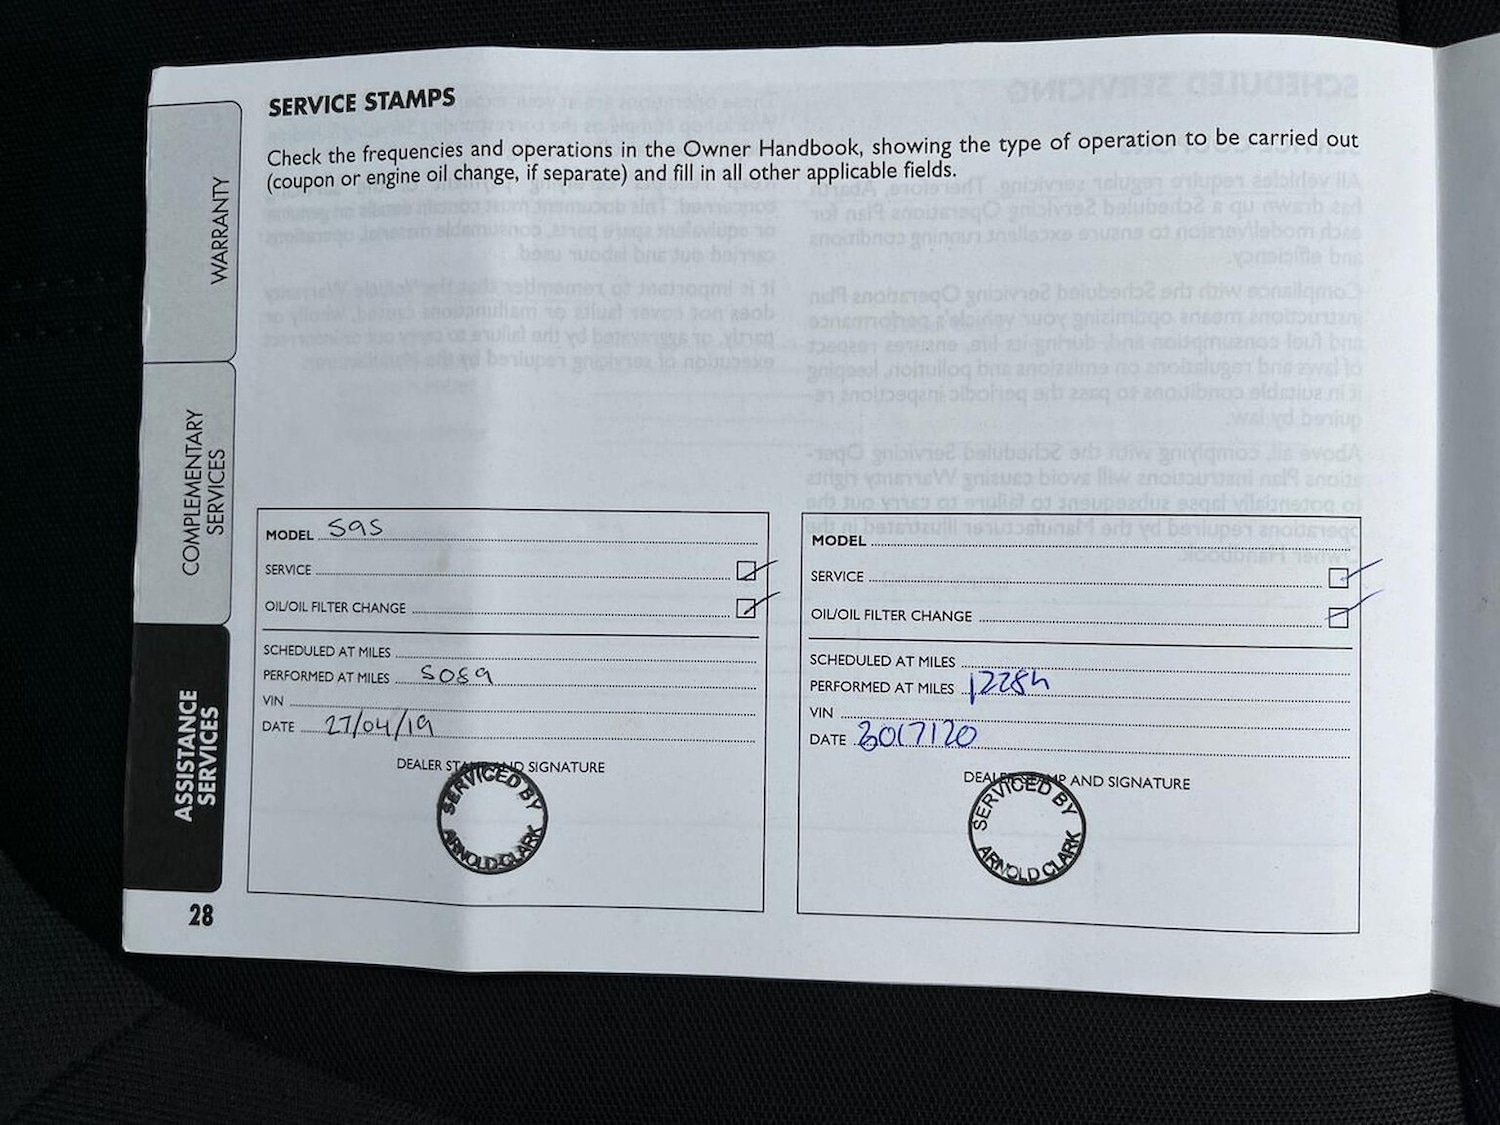 SERVICE STAMPS
Check the frequencies and operations in the Owner Handbook, showing the type of operation to be carried out
(coupon or engine oil change, if separate) and fill in all other applicable fields.
WARRANTY
COMPLEMENTARY
SERVICES
ASSISTANCE
SERVICES
28
MODEL 595
SERVICE
OIL/OIL FILTER CHANGE
SCHEDULED AT MILES
PERFORMED AT MILES 5059
VIN
DATE 27/04/19
DEALER STAMP AND SIGNATURE
SERVICED BY
ARNOLD CLARK
MODEL
SERVICE
OIL/OIL FILTER CHANGE
SCHEDULED AT MILES
PERFORMED AT MILES 12284
VIN
DATE 30/7/20
DEALER STAMP AND SIGNATURE
SERVICED BY
ARNOLD CLARK